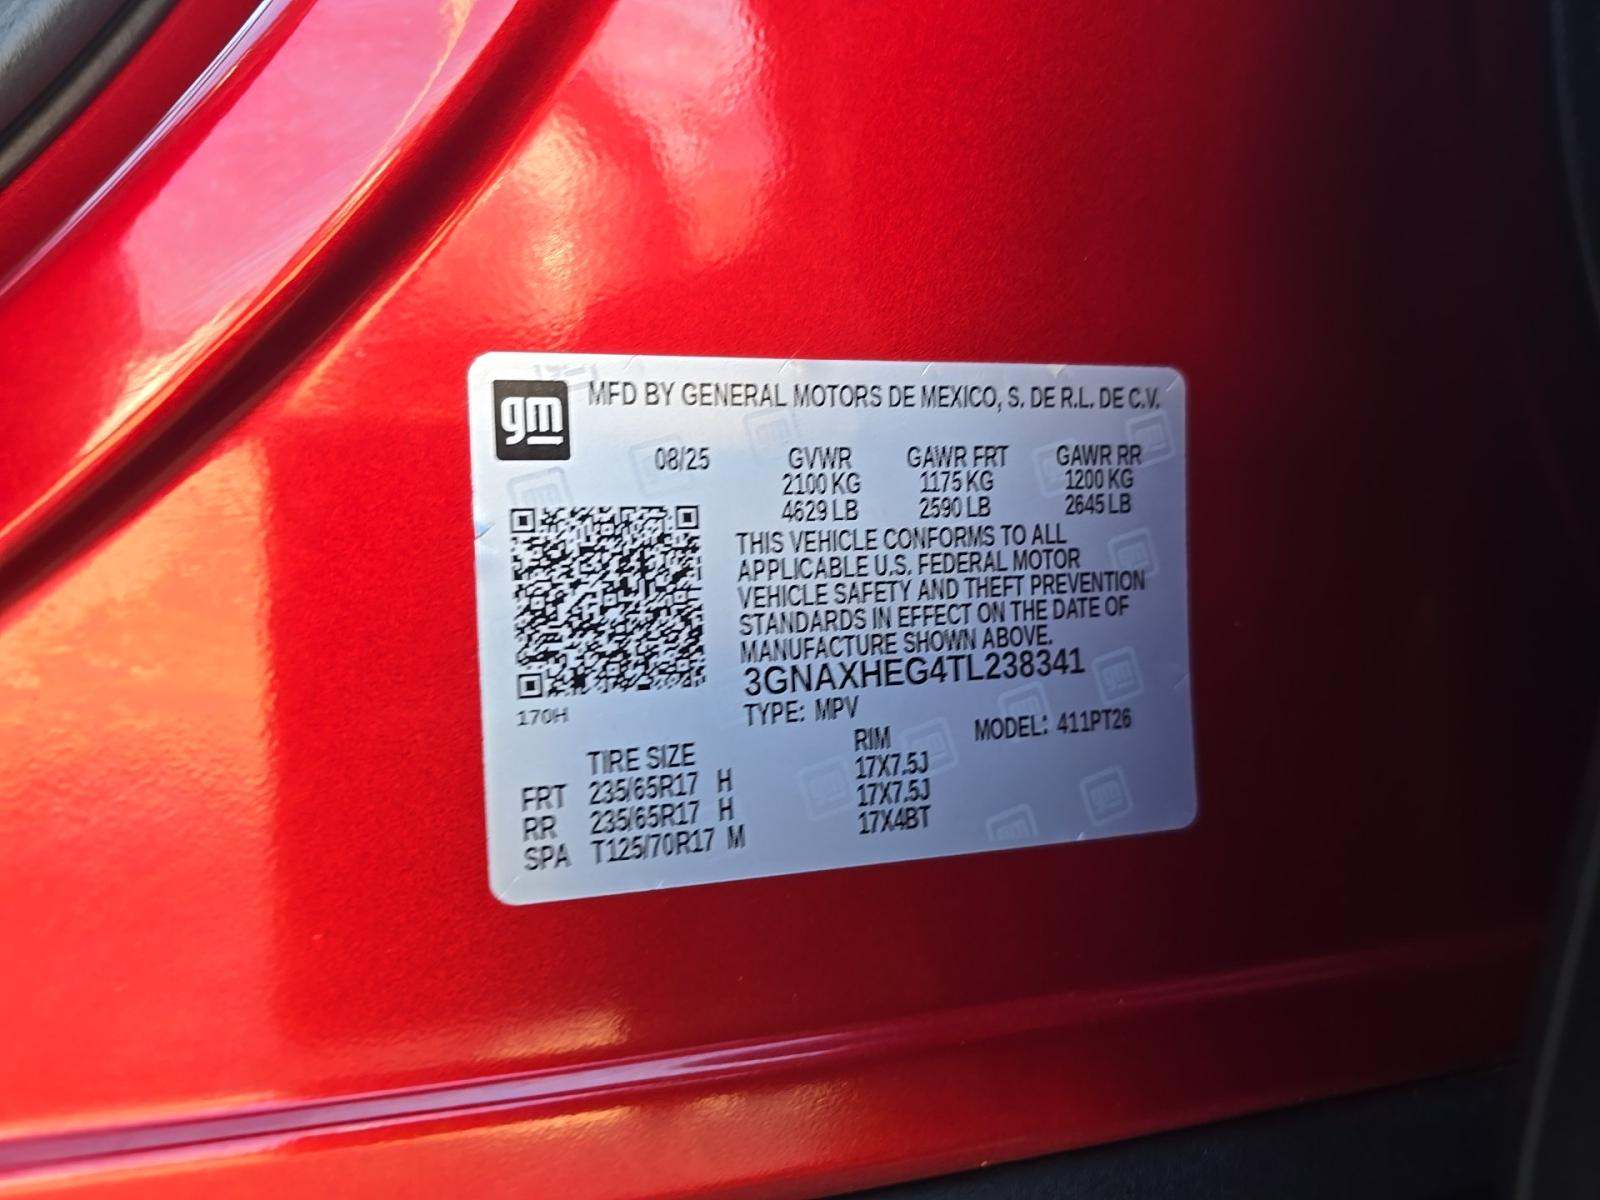 gm
MFD BY GENERAL MOTORS DE MEXICO, S. DE R.L. DE C.V.
08/25 GVWR GAWR FRT GAWR RR
2100 KG 1175 KG 1200 KG
4629 LB 2590 LB 2645 LB
THIS VEHICLE CONFORMS TO ALL
APPLICABLE U.S. FEDERAL MOTOR
VEHICLE SAFETY AND THEFT PREVENTION
STANDARDS IN EFFECT ON THE DATE OF
MANUFACTURE SHOWN ABOVE.
3GNAXHEG4TL238341
170H
TYPE: MPV MODEL: 411PT26
TIRE SIZE RIM
FRT 235/65R17 H 17X7.5J
RR 235/65R17 H 17X7.5J
SPA T125/70R17 M 17X4BT